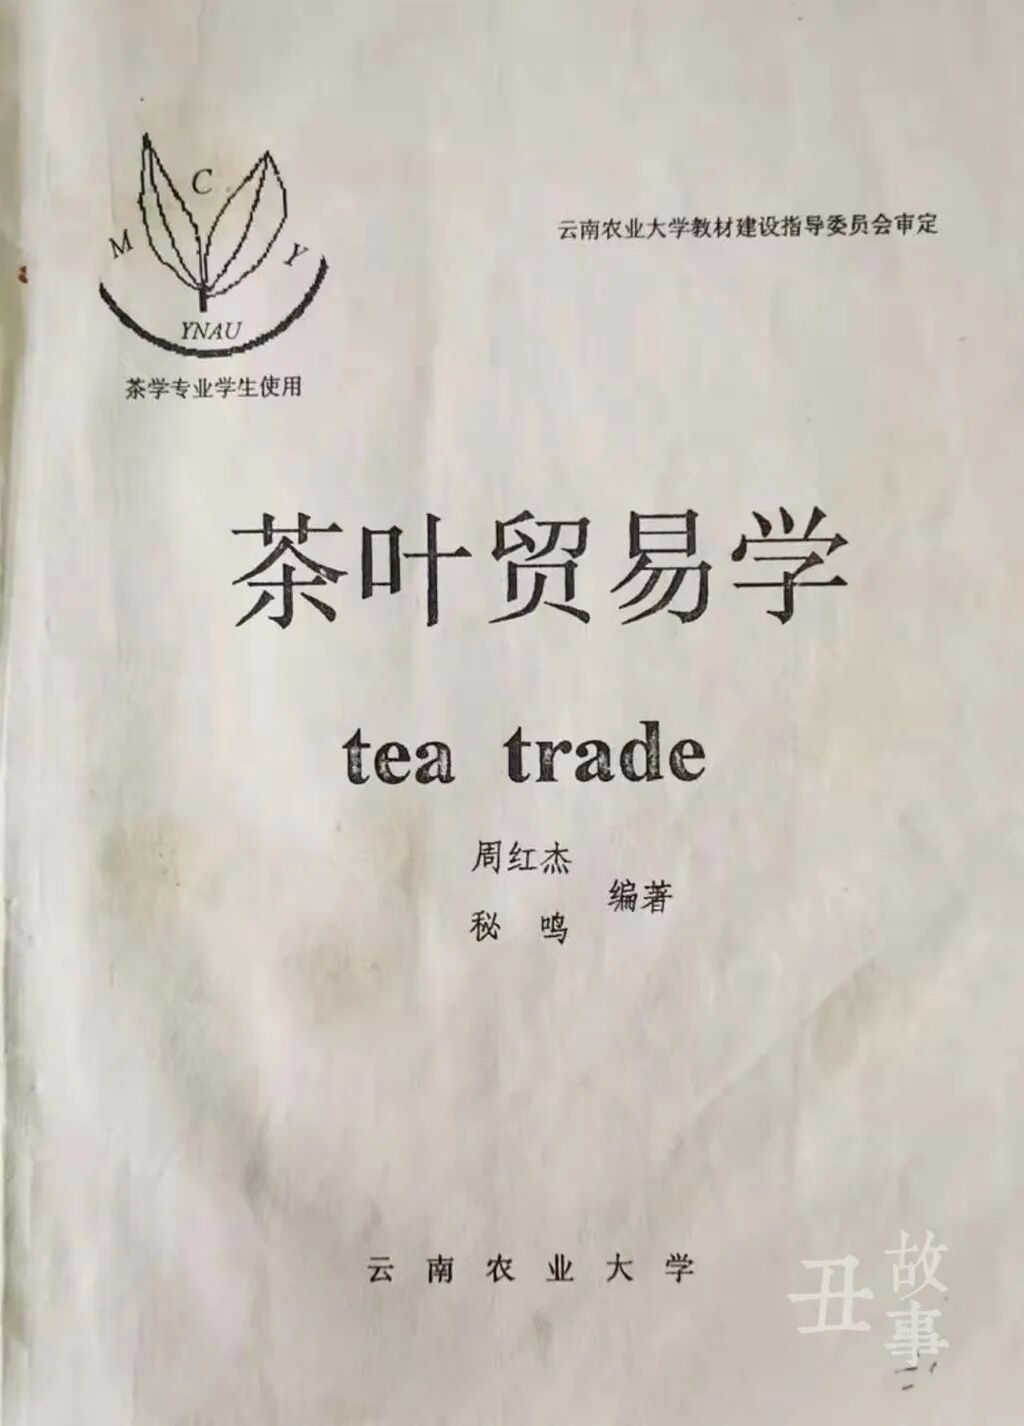 C
M Y
YNAU
茶学专业学生使用
云南农业大学教材建设指导委员会审定
茶叶贸易学
tea trade
周红杰
秘 鸣
编著
云南农业大学
丑故事